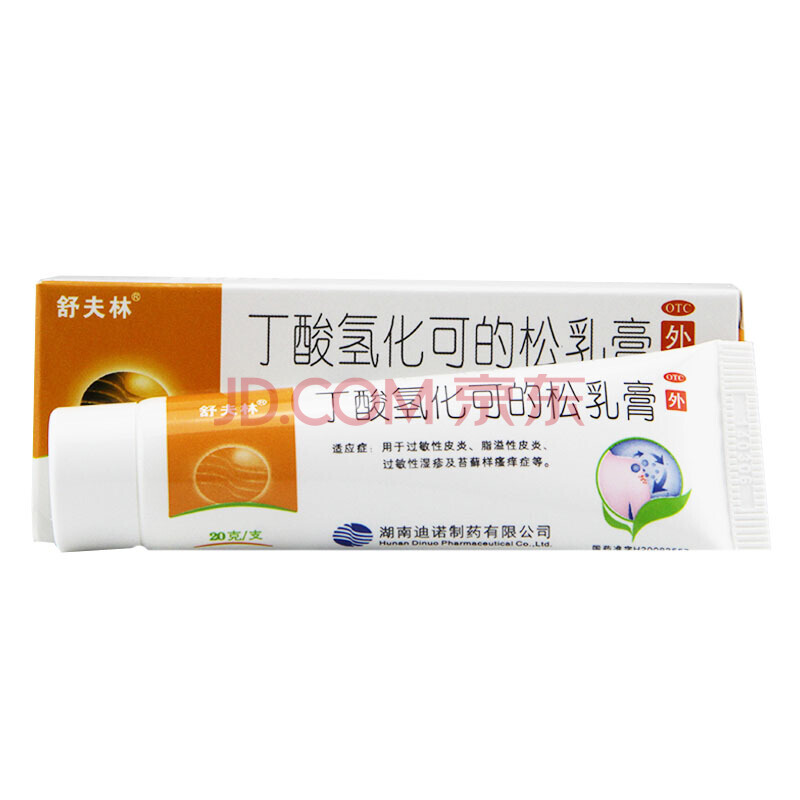 舒夫林®
丁酸氢化可的松乳膏
OTC
外
JD.COM 京东
舒夫林®
丁酸氢化可的松乳膏
OTC
外
适应症：用于过敏性皮炎、脂溢性皮炎、
过敏性湿疹及苔藓样瘙痒症等。
20克/支
湖南迪诺制药有限公司
Hunan Dinuo Pharmaceutical Co.,Ltd.